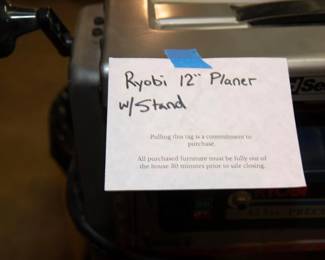 Ryobi 12" Planer
w/Stand
Pulling this tag is a commitment to
purchase.
All purchased furniture must be fully out of
the house 30 minutes prior to sale closing.